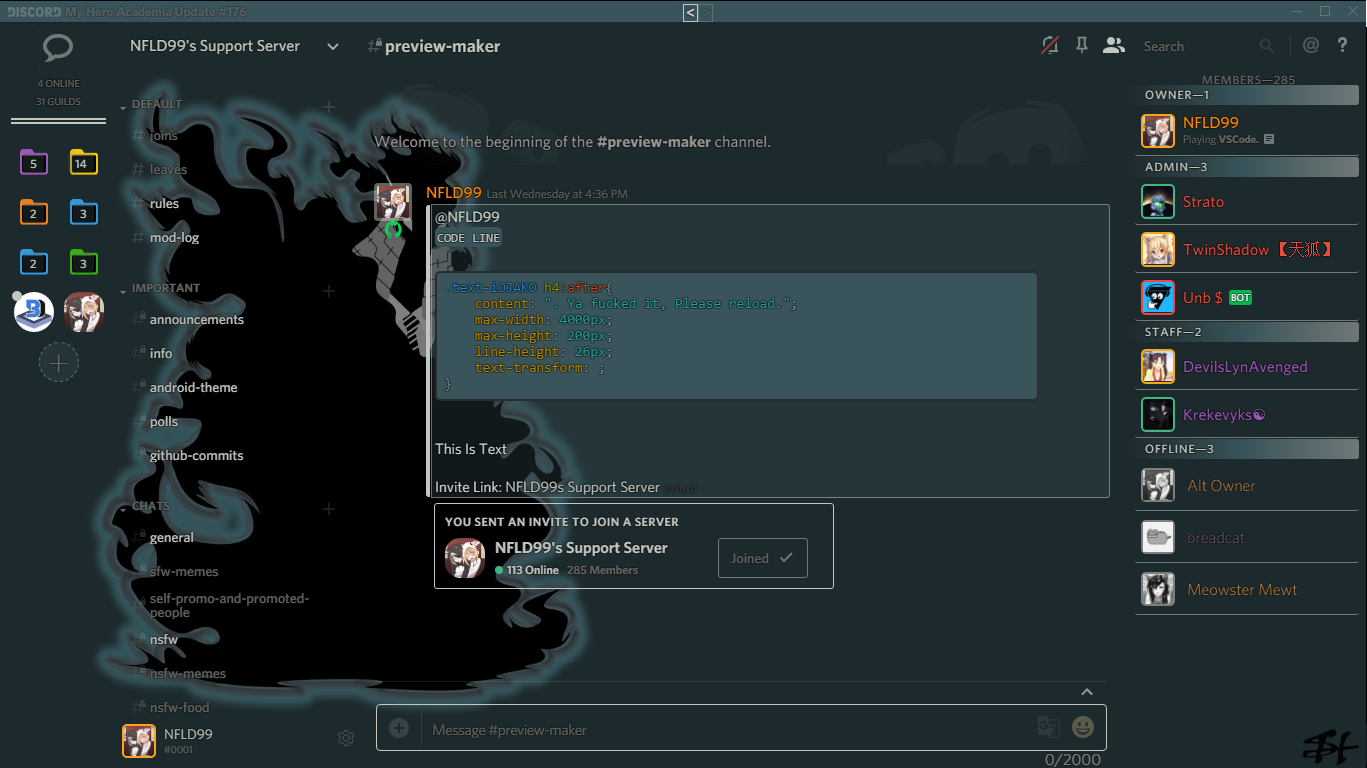 DISCORD My Hero Academia Update #176
< >
NFLD99's Support Server
preview-maker
Search
@ ?
4 ONLINE
31 GUILDS
5
14
2
3
2
3
DEFAULT
# joins
# leaves
# rules
# mod-log
IMPORTANT
# announcements
# info
# android-theme
# polls
# github-commits
CHATS
# general
# sfw-memes
# self-promo-and-promoted-
people
# nsfw
# nsfw-memes
# nsfw-food
NFLD99
#0001
Welcome to the beginning of the #preview-maker channel.
NFLD99 Last Wednesday at 4:36 PM
@NFLD99
CODE LINE
.text-iOJAKO h4:after{
content: ". Ya fucked it, Please reload.";
max-width: 4000px;
max-height: 200px;
line-height: 26px;
text-transform: ;
}
This Is Text
Invite Link: NFLD99s Support Server (edited)
YOU SENT AN INVITE TO JOIN A SERVER
NFLD99's Support Server
113 Online 285 Members
Joined
Message #preview-maker
0/2000
MEMBERS—285
OWNER—1
NFLD99
Playing VSCode.
ADMIN—3
Strato
TwinShadow 【天狐】
Unb $ BOT
STAFF—2
DevilsLynAvenged
Krekevyks☯
OFFLINE—3
Alt Owner
breadcat
Meowster Mewt